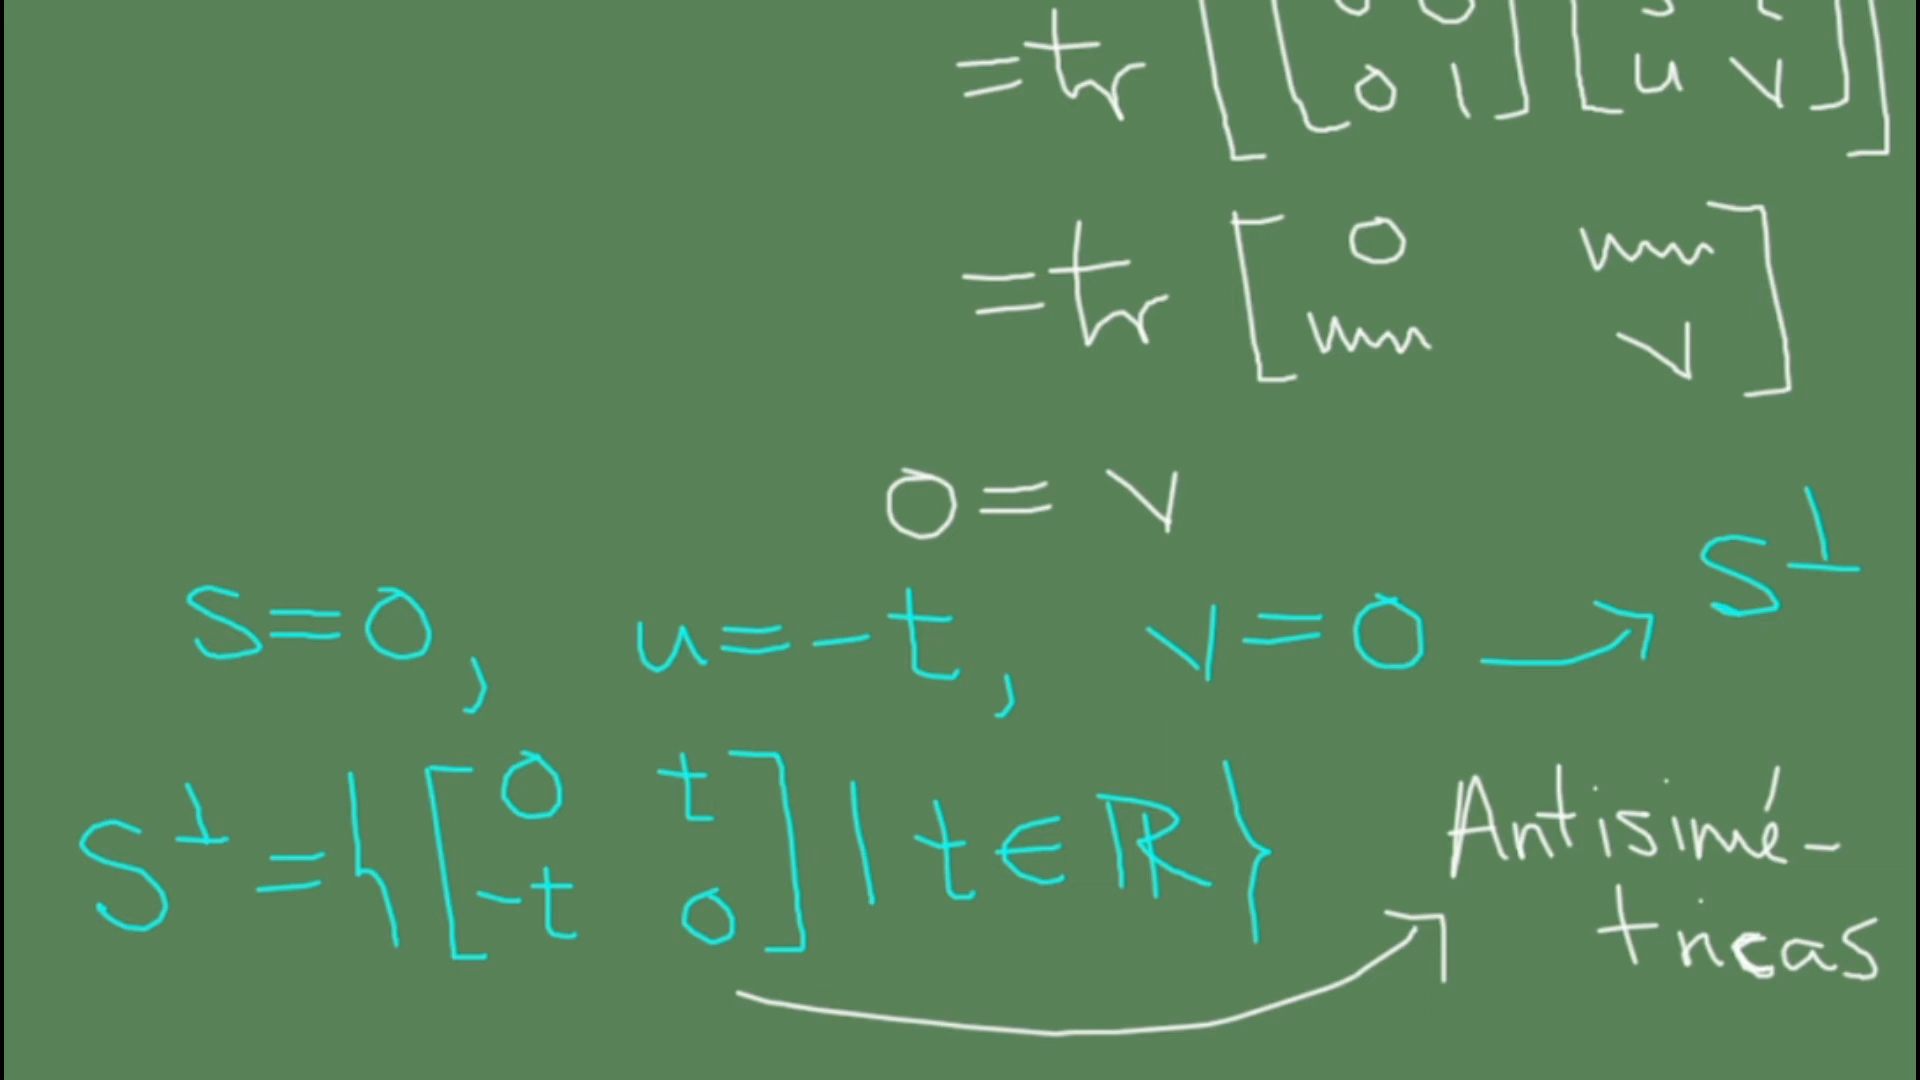 = tr [ [ 0 0 ; 0 1 ] [ s t ; u v ] ]
= tr [ 0 ; v ]
0 = v
s = 0, u = -t, v = 0 → S⊥
S⊥ = { [ 0 t ; -t 0 ] | t ∈ ℝ } → Antisimé-
tricas